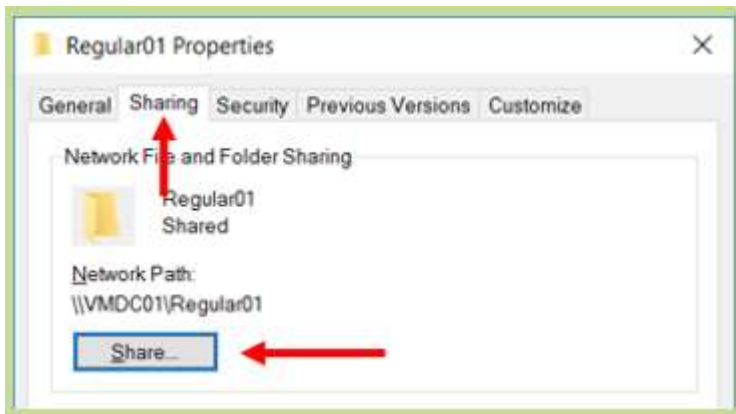 Regular01 Properties
General Sharing Security Previous Versions Customize
Network File and Folder Sharing
Regular01
Shared
Network Path:
\\VMDC01\Regular01
Share...